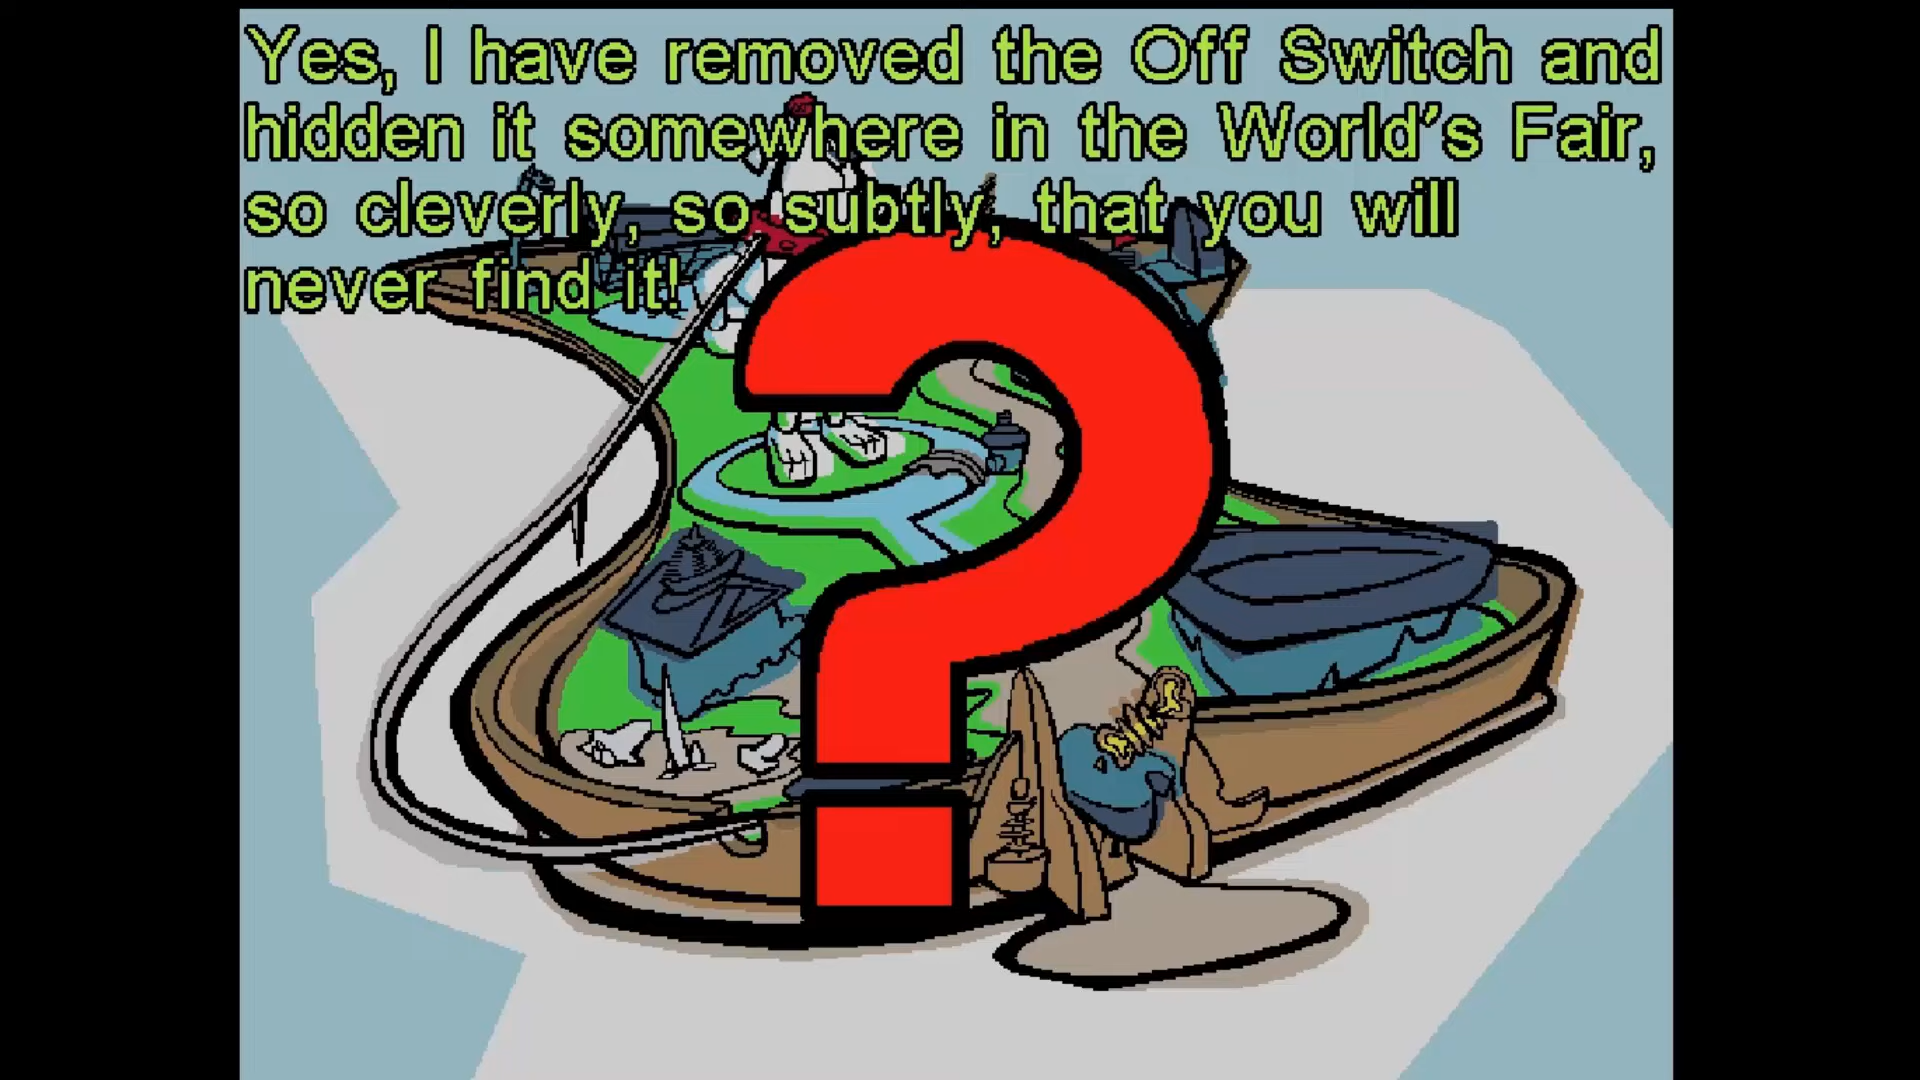 Yes, I have removed the Off Switch and
hidden it somewhere in the World's Fair,
so cleverly, so subtly, that you will
never find it!
?